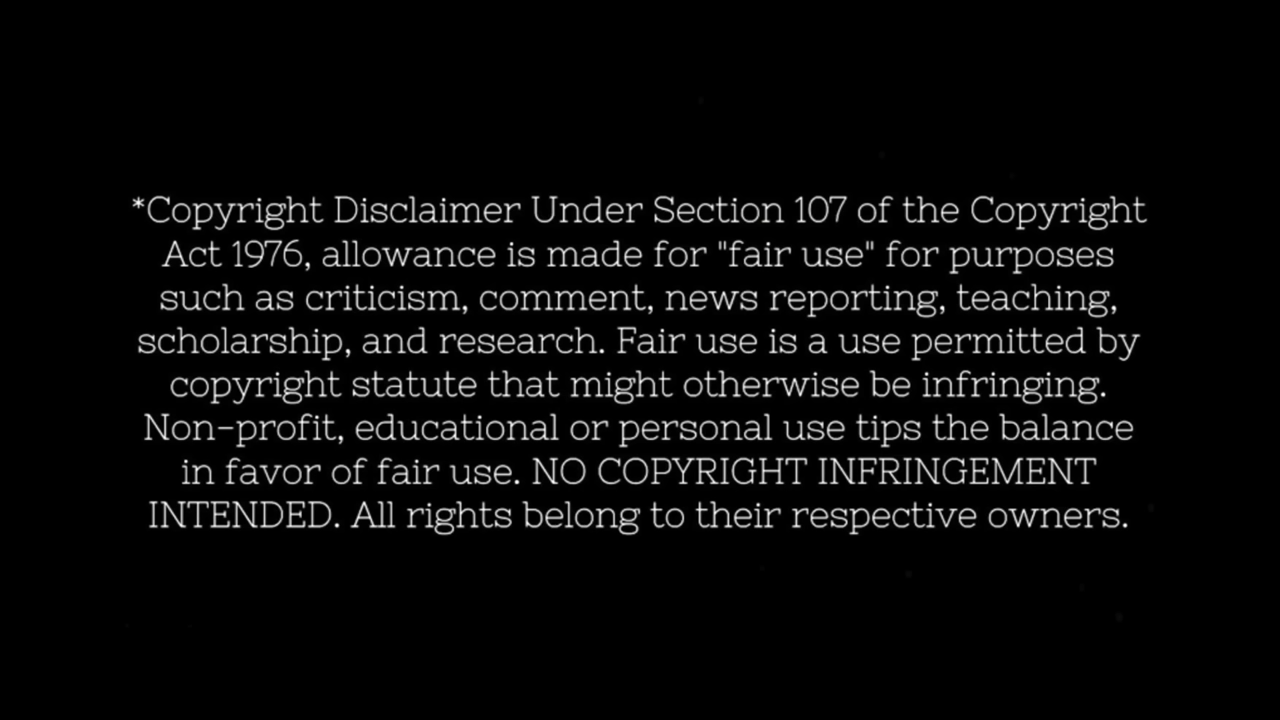 *Copyright Disclaimer Under Section 107 of the Copyright
Act 1976, allowance is made for "fair use" for purposes
such as criticism, comment, news reporting, teaching,
scholarship, and research. Fair use is a use permitted by
copyright statute that might otherwise be infringing.
Non-profit, educational or personal use tips the balance
in favor of fair use. NO COPYRIGHT INFRINGEMENT
INTENDED. All rights belong to their respective owners.